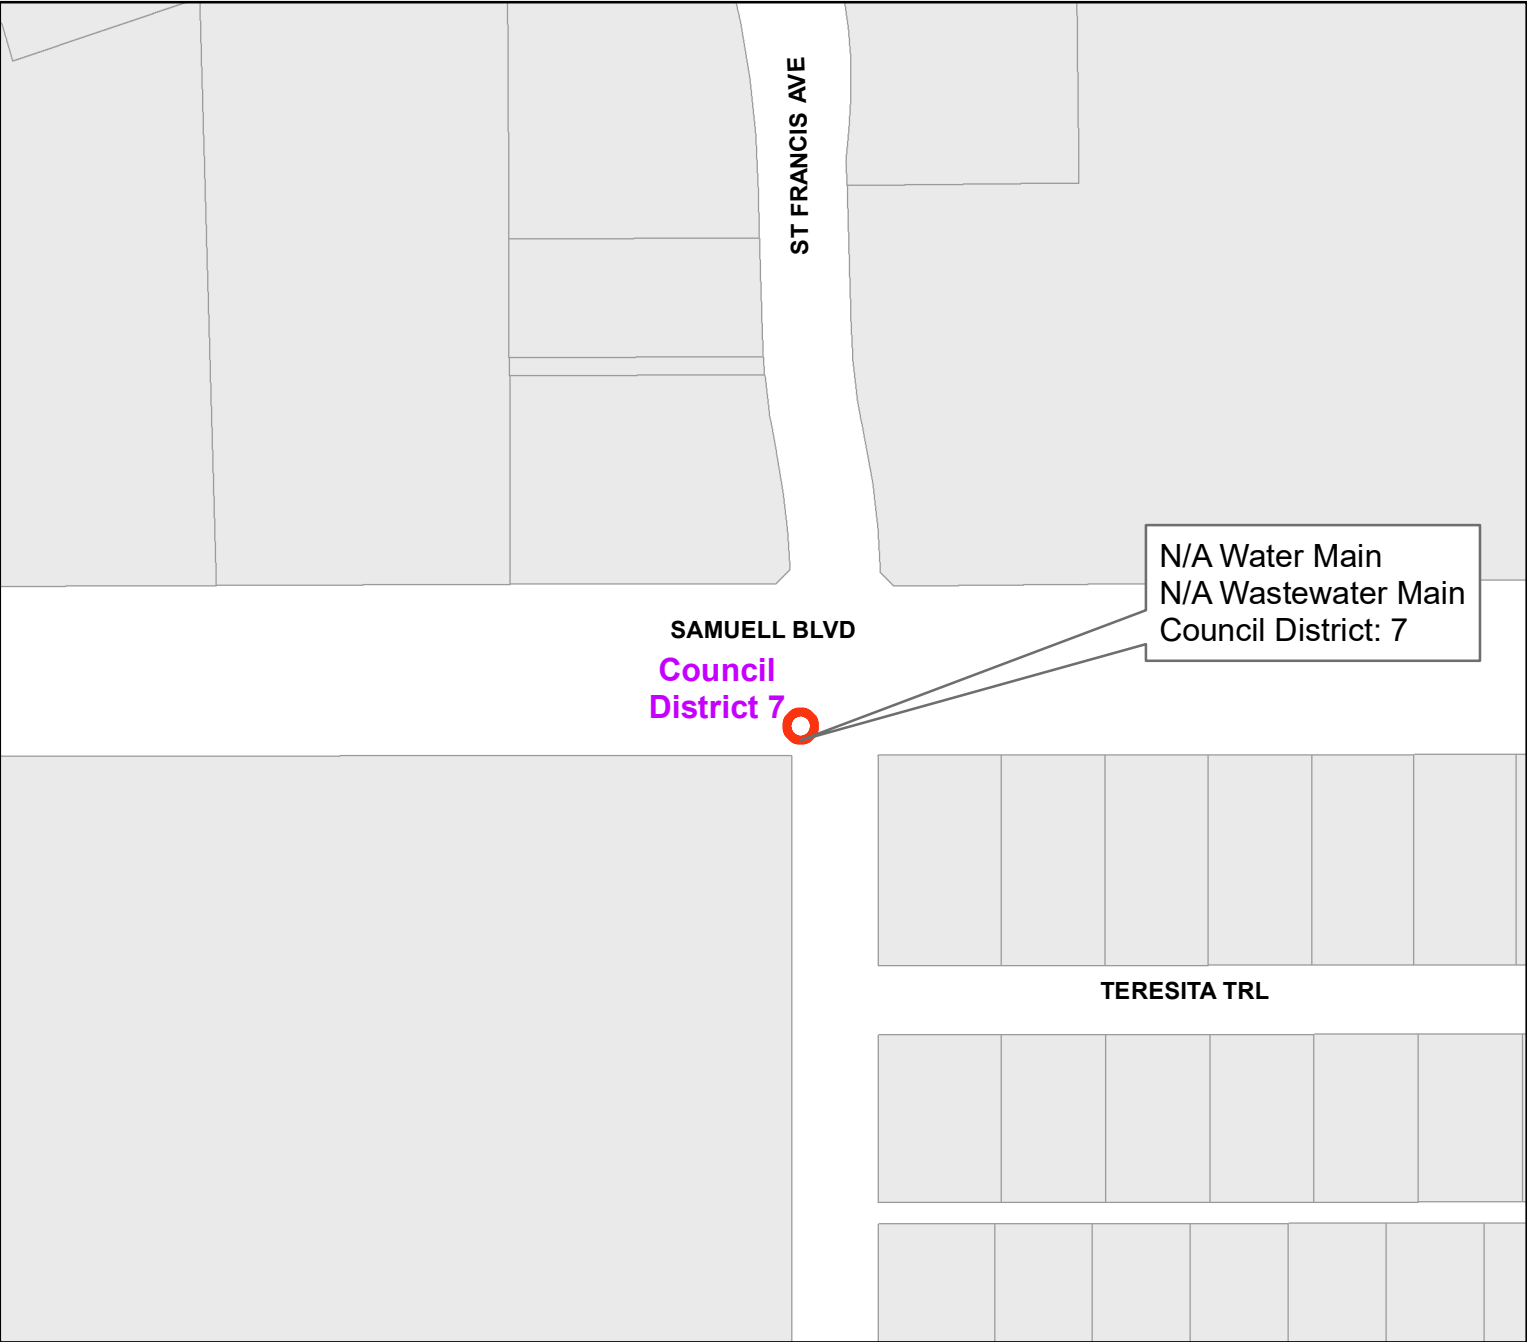 ST FRANCIS AVE
N/A Water Main
N/A Wastewater Main
Council District: 7
SAMUELL BLVD
Council
District 7
TERESITA TRL